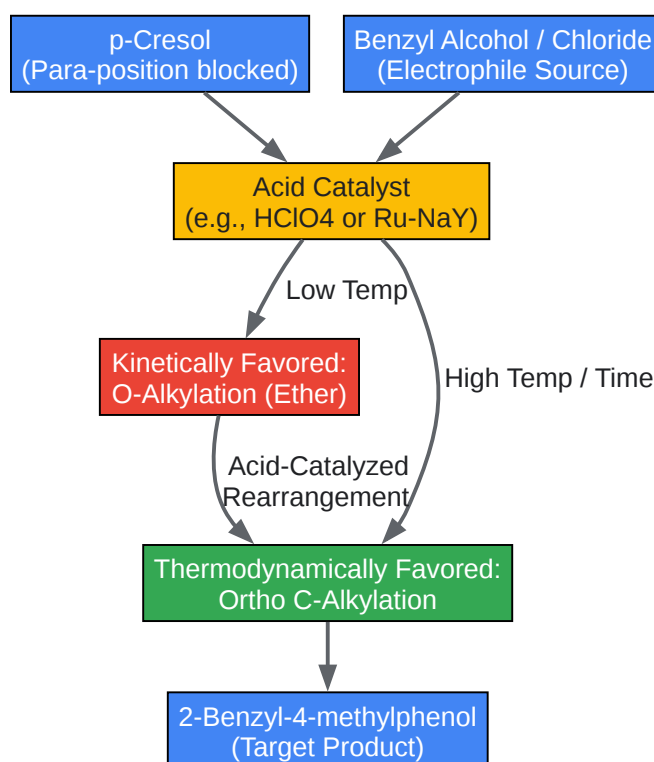 p-Cresol
(Para-position blocked)
Benzyl Alcohol / Chloride
(Electrophile Source)
Acid Catalyst
(e.g., HClO4 or Ru-NaY)
Low Temp
Kinetically Favored:
O-Alkylation (Ether)
High Temp / Time
Acid-Catalyzed
Rearrangement
Thermodynamically Favored:
Ortho C-Alkylation
2-Benzyl-4-methylphenol
(Target Product)